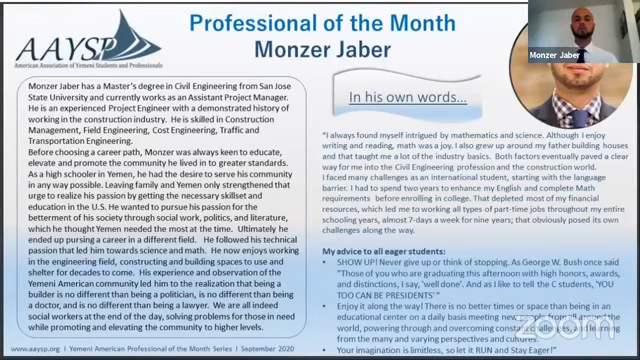 Professional of the Month
Monzer Jaber
AAYSP
American Association of Yemeni Students and Professionals
Monzer Jaber
Monzer Jaber has a Master's degree in Civil Engineering from San Jose
State University and currently works as an Assistant Project Manager.
He is an experienced Project Engineer with a demonstrated history of
working in the construction industry. He is skilled in Construction
Management, Field Engineering, Cost Engineering, Traffic and
Transportation Engineering.
Before choosing career path, Monzer was always keen to educate,
elevate and promote the community he lived in to greater standards.
As a high schooler in Yemen, he had the desire to serve his community
in any way possible. Leaving family and Yemen only strengthened that
urge to realize his passion by getting the necessary skillset and
education in the U.S. He wanted to pursue his passion for the
betterment of his society through social work, politics, and literature,
which he thought Yemen needed the most at the time. Ultimately he
ended up pursing a career in a different field. He followed his technical
passion that led him towards science and math. He now enjoys working
in the engineering field, constructing and building spaces to use and
shelter for decades to come. His experience and observation of the
Yemeni American community led him to the realization that being a
builder is no different than being a politician, is no different than being
a doctor, and is no different than being a lawyer. We are all indeed
social workers at the end of the day, solving problems for those in need
while promoting and elevating the community to higher levels.
In his own words...
"I always found myself intrigued by mathematics and science. Although I enjoy
writing and reading, math was a joy. I also grew up around my father building houses
and that taught me a lot of the industry basics. Both factors eventually paved a clear
way for me into the Civil Engineering profession and the construction world.
I faced many challenges as an international student, starting with the language
barrier. I had to spend two years to enhance my English and complete Math
requirements before enrolling in college. That depleted most of my financial
resources, which led me to working all types of part-time jobs throughout my entire
schooling years, almost 7-days a week for nine years; that obviously posed its own
challenges along the way.
My advice to all eager students:
• SHOW UP! Never give up or think of stopping. As George W. Bush once said
"Those of you who are graduating this afternoon with high honors, awards,
and distinctions, I say, 'well done'. And as I like to tell the C students, 'YOU
TOO CAN BE PRESIDENTS' "
• Enjoy it along the way! There is no better times or space than being in an
educational center on a daily basis meeting new people from all around the
world, powering through and overcoming constant challenges, and learning
from the many and varying perspectives and cultures.
• Your imagination is limitless, so let it RUN and Stay Eager!
zoom
www.aaysp.org | Yemeni American Professional of the Month Series | September 2020